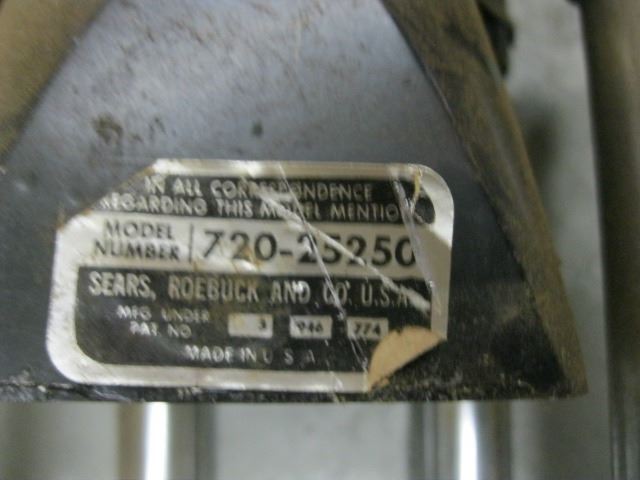 IN ALL CORRESPONDENCE
REGARDING THIS MODEL MENTION
MODEL
NUMBER 720-25250
SEARS, ROEBUCK AND CO. U.S.A.
MFG UNDER
PAT. NO. 3 946 774
MADE IN U.S.A.